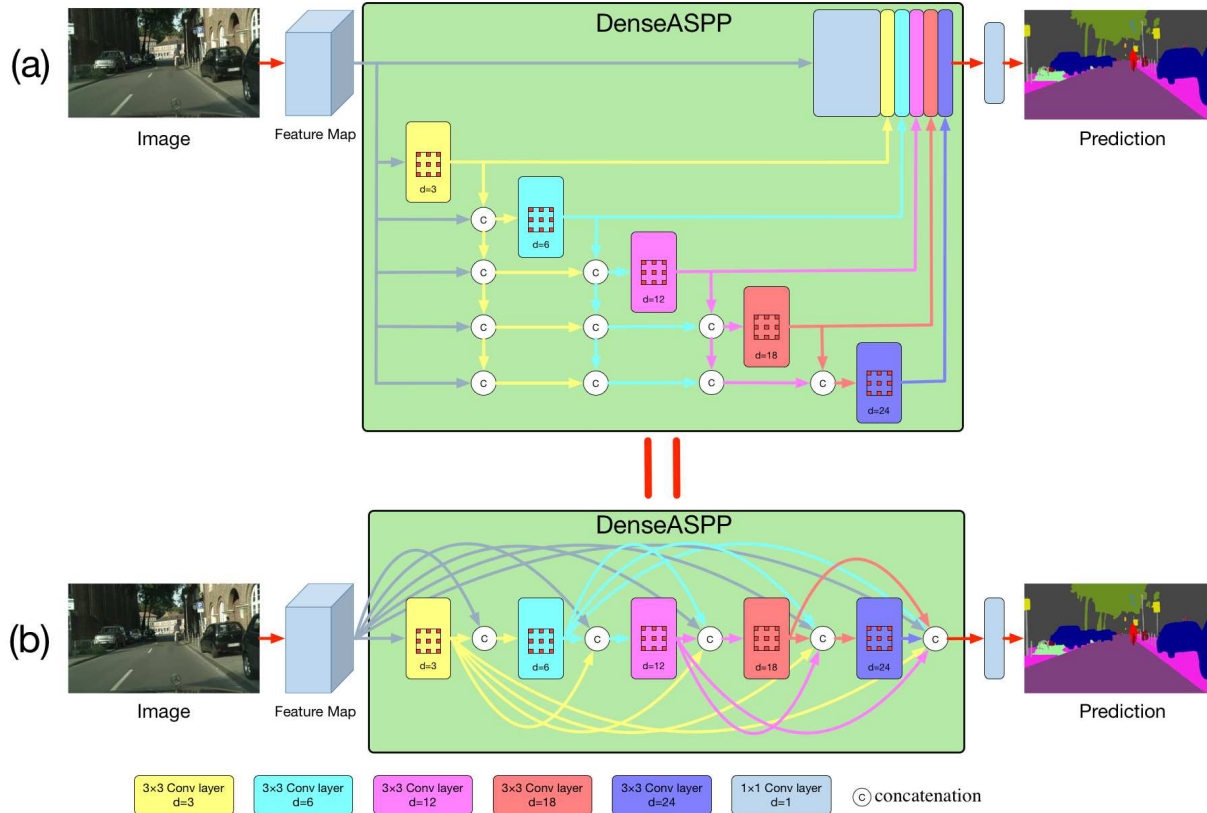 DenseASPP
(a)
Image
Feature Map
Prediction
d=3
C
d=6
C
C
d=12
C
C
C
d=18
C
C
C
C
d=24
DenseASPP
(b)
Image
Feature Map
d=3
C
d=6
C
d=12
C
d=18
C
d=24
C
Prediction
3×3 Conv layer
d=3
3×3 Conv layer
d=6
3×3 Conv layer
d=12
3×3 Conv layer
d=18
3×3 Conv layer
d=24
1×1 Conv layer
d=1
C concatenation